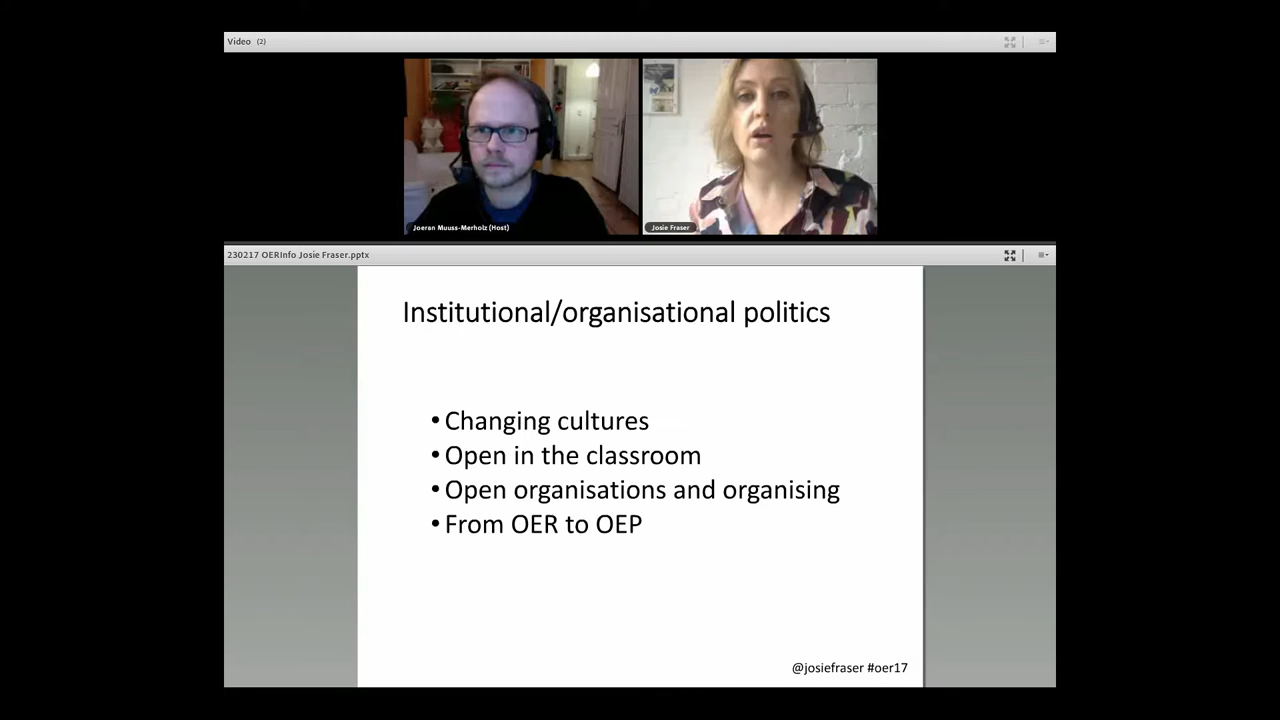 Video (2)
Joeran Muuss-Merholz (Host)
Josie Fraser
230217 OERInfo Josie Fraser.pptx
Institutional/organisational politics
• Changing cultures
• Open in the classroom
• Open organisations and organising
• From OER to OEP
@josiefraser #oer17